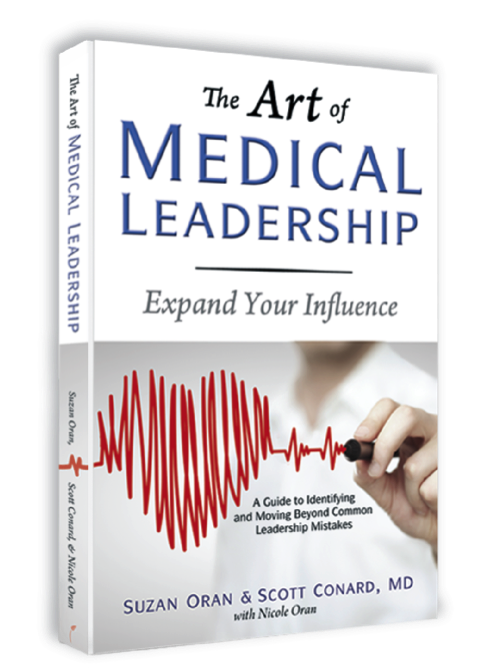 The Art of
MEDICAL
LEADERSHIP
Expand Your Influence
A Guide to Identifying
and Moving Beyond Common
Leadership Mistakes
SUZAN ORAN & SCOTT CONARD, MD
with Nicole Oran
The Art of MEDICAL LEADERSHIP
Suzan Oran, Scott Conard, & Nicole Oran